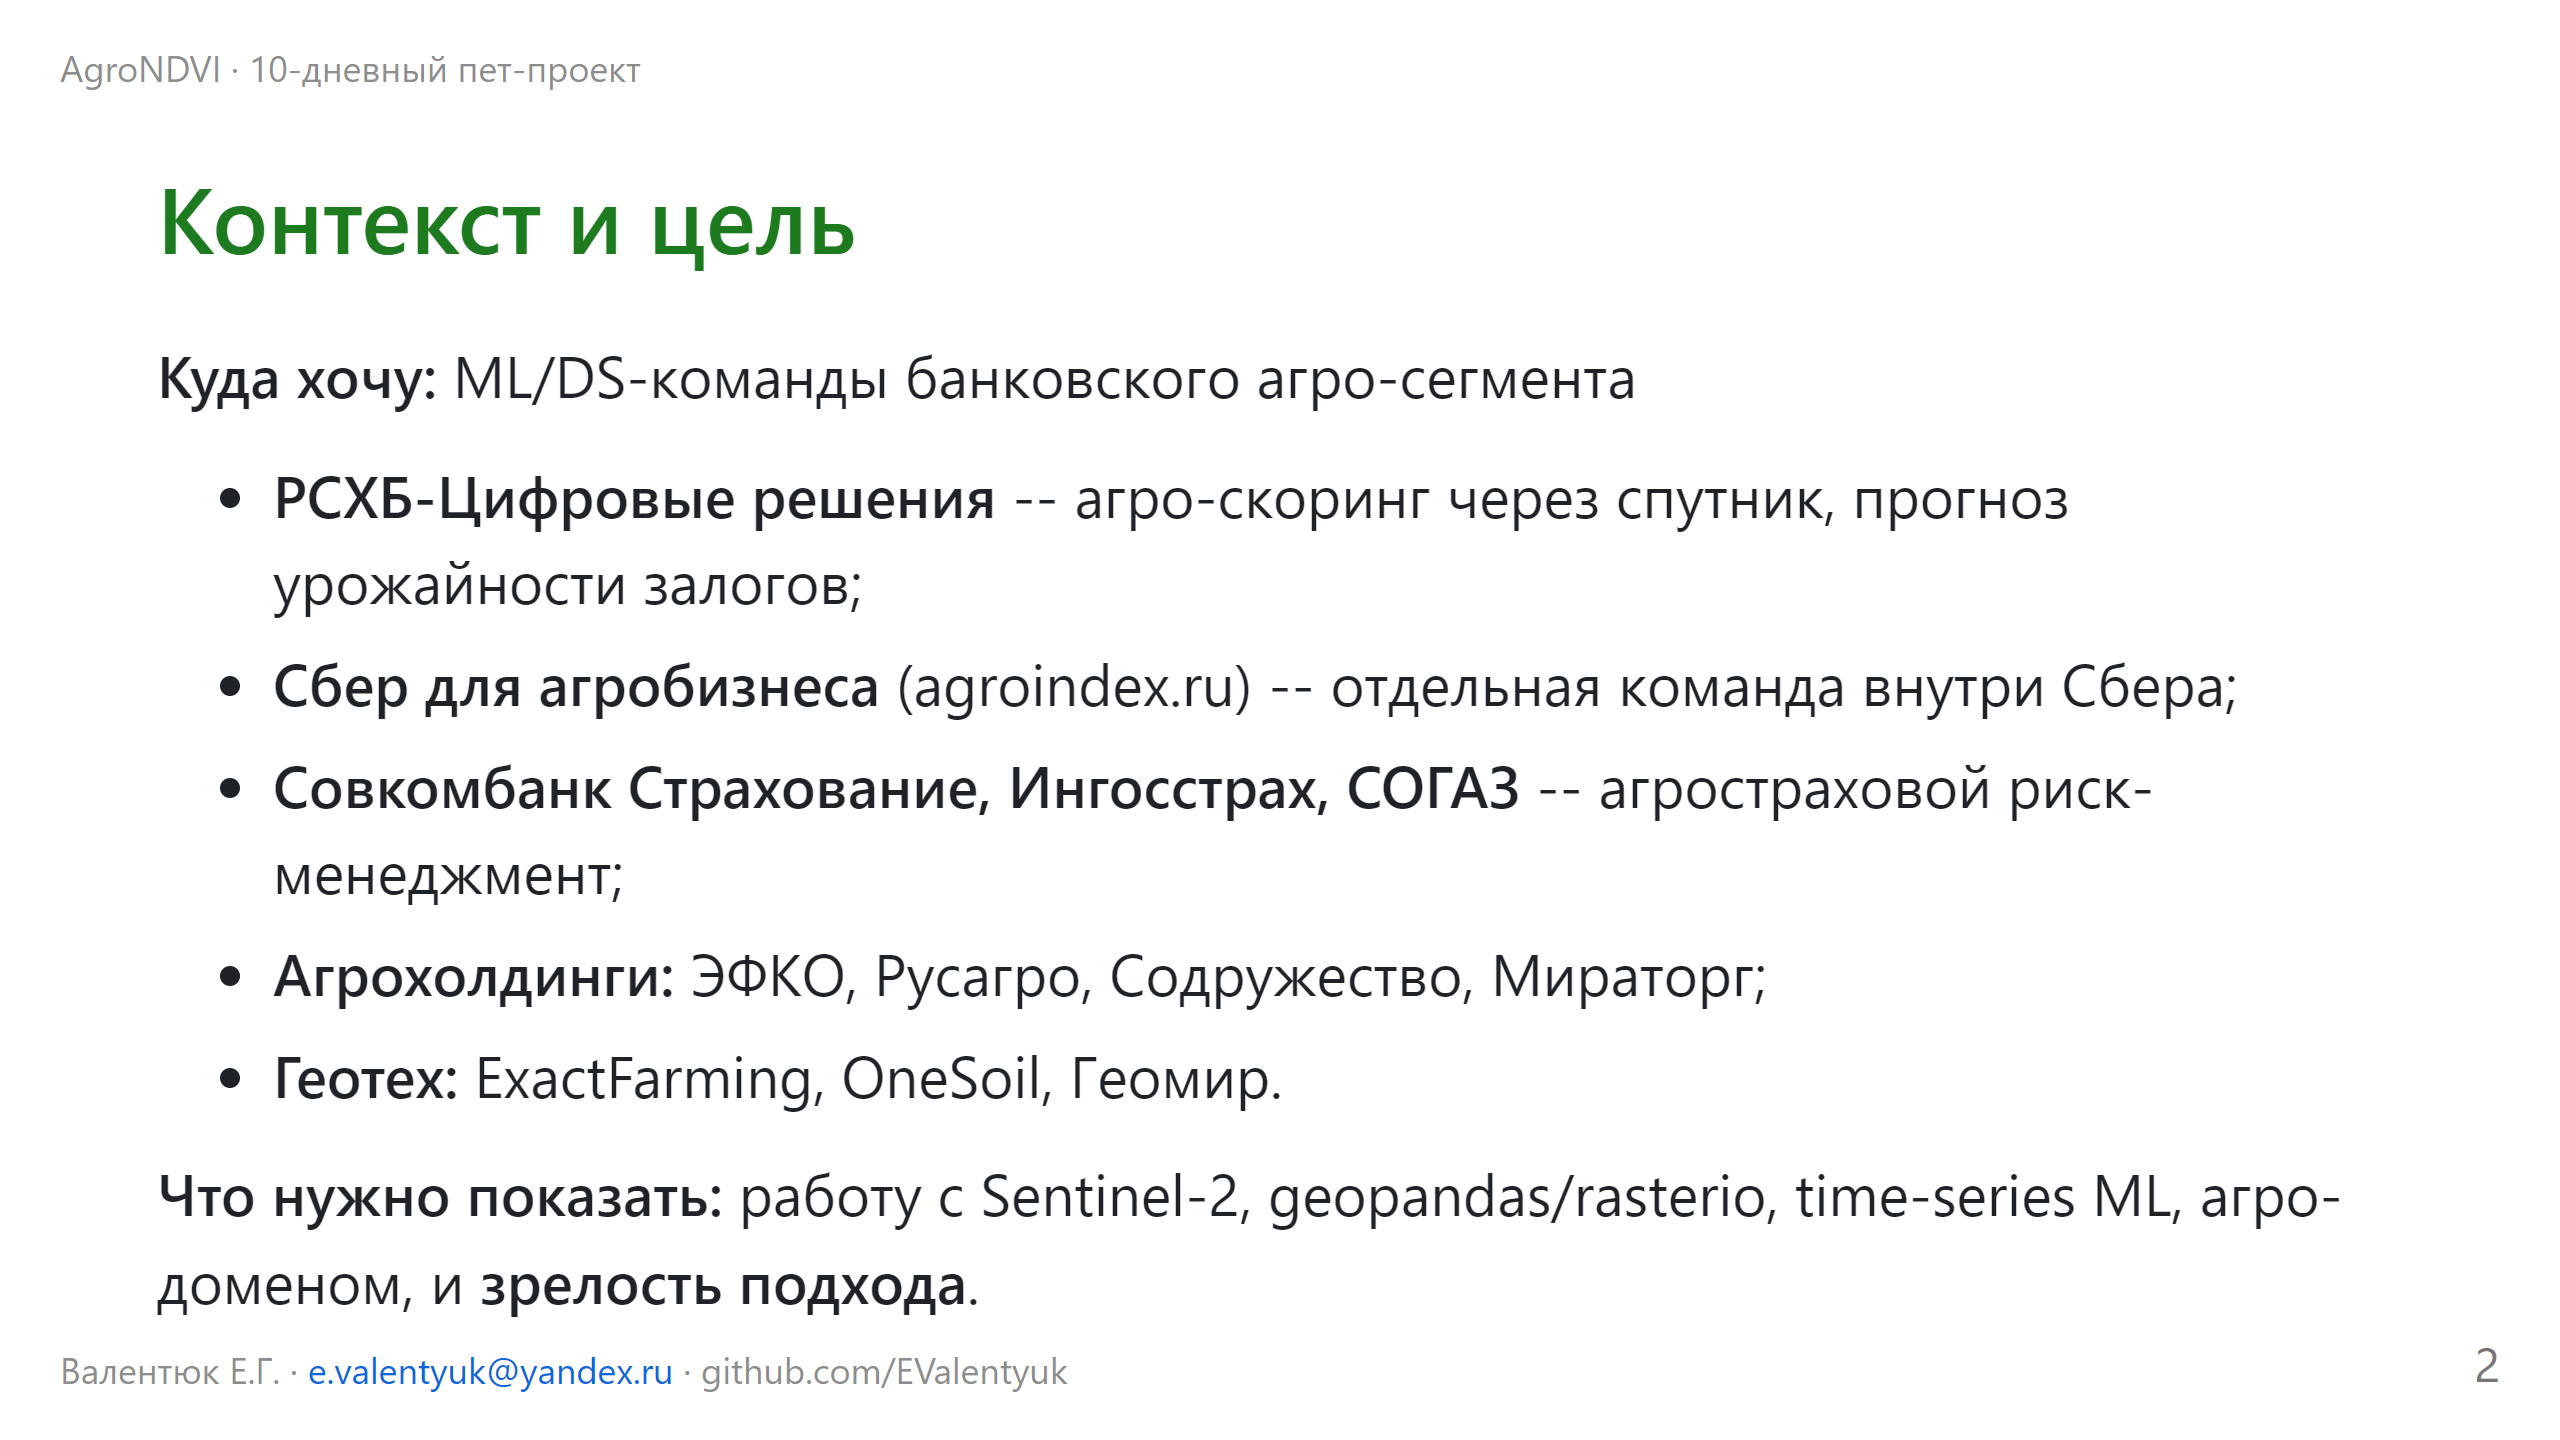 AgroNDVI · 10-дневный пет-проект
Контекст и цель
Куда хочу: ML/DS-команды банковского агро-сегмента
• РСХБ-Цифровые решения -- агро-скоринг через спутник, прогноз
урожайности залогов;
• Сбер для агробизнеса (agroindex.ru) -- отдельная команда внутри Сбера;
• Совкомбанк Страхование, Ингосстрах, СОГАЗ -- агростраховой риск-
менеджмент;
• Агрохолдинги: ЭФКО, Русагро, Содружество, Мираторг;
• Геотех: ExactFarming, OneSoil, Геомир.
Что нужно показать: работу с Sentinel-2, geopandas/rasterio, time-series ML, агро-
доменом, и зрелость подхода.
Валентюк Е.Г. · e.valentyuk@yandex.ru · github.com/EValentyuk
2